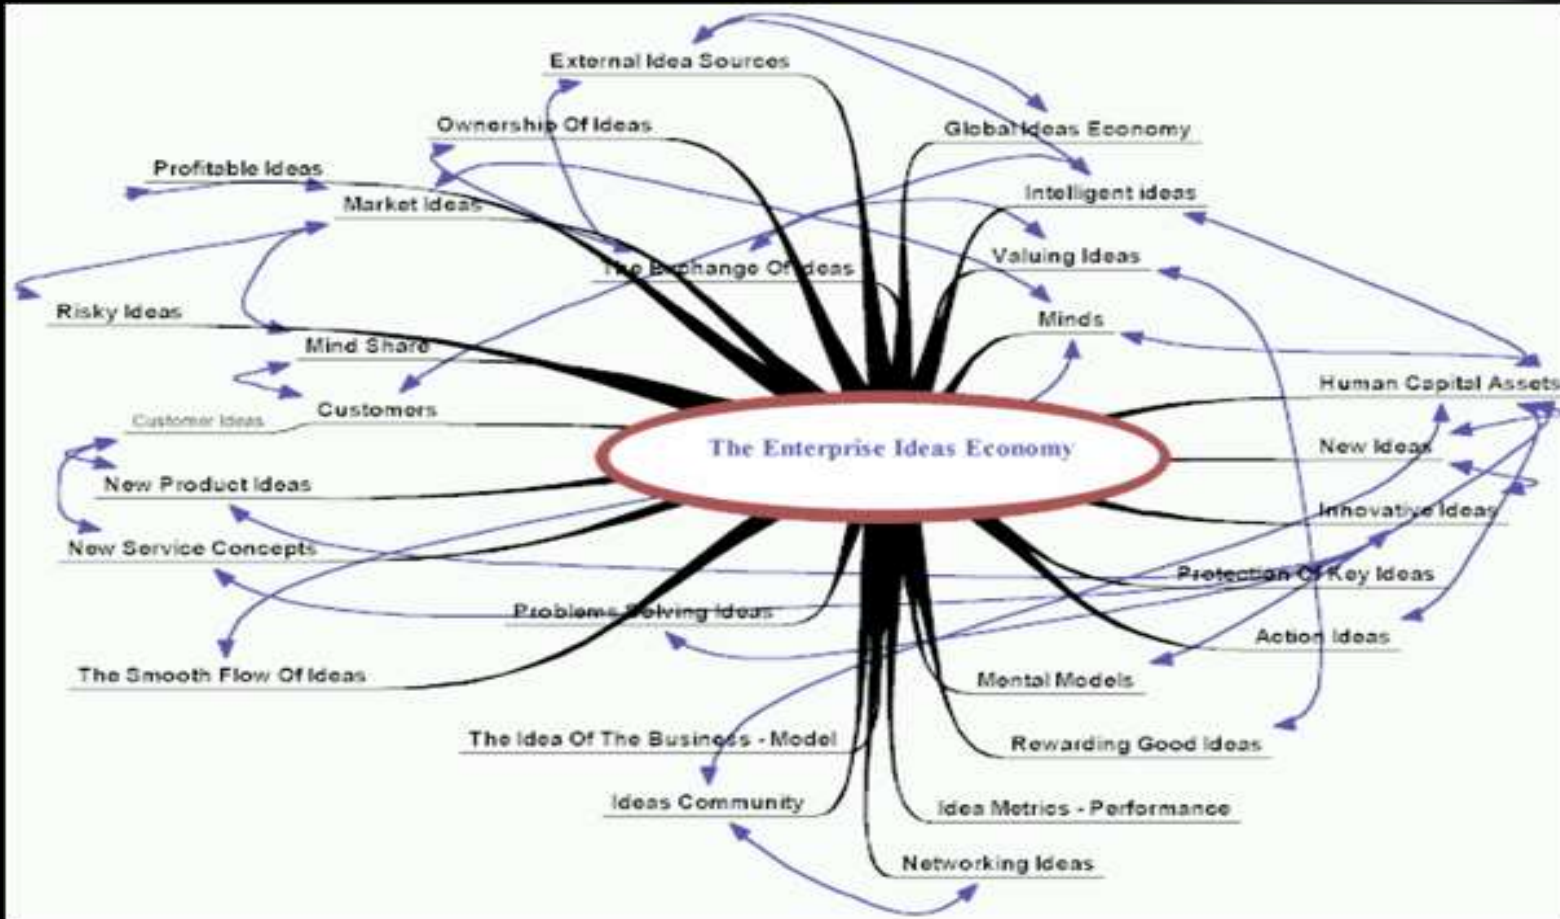 External Idea Sources
Ownership Of Ideas
Global Ideas Economy
Profitable Ideas
Market Ideas
Intelligent ideas
Valuing Ideas
The Exchange Of Ideas
Risky Ideas
Minds
Mind Share
Human Capital Assets
Customers
Customer Ideas
The Enterprise Ideas Economy
New Ideas
New Product Ideas
Innovative Ideas
New Service Concepts
Protection Of Key Ideas
Problems Solving Ideas
Action Ideas
The Smooth Flow Of Ideas
Mental Models
The Idea Of The Business - Model
Rewarding Good Ideas
Ideas Community
Idea Metrics - Performance
Networking Ideas